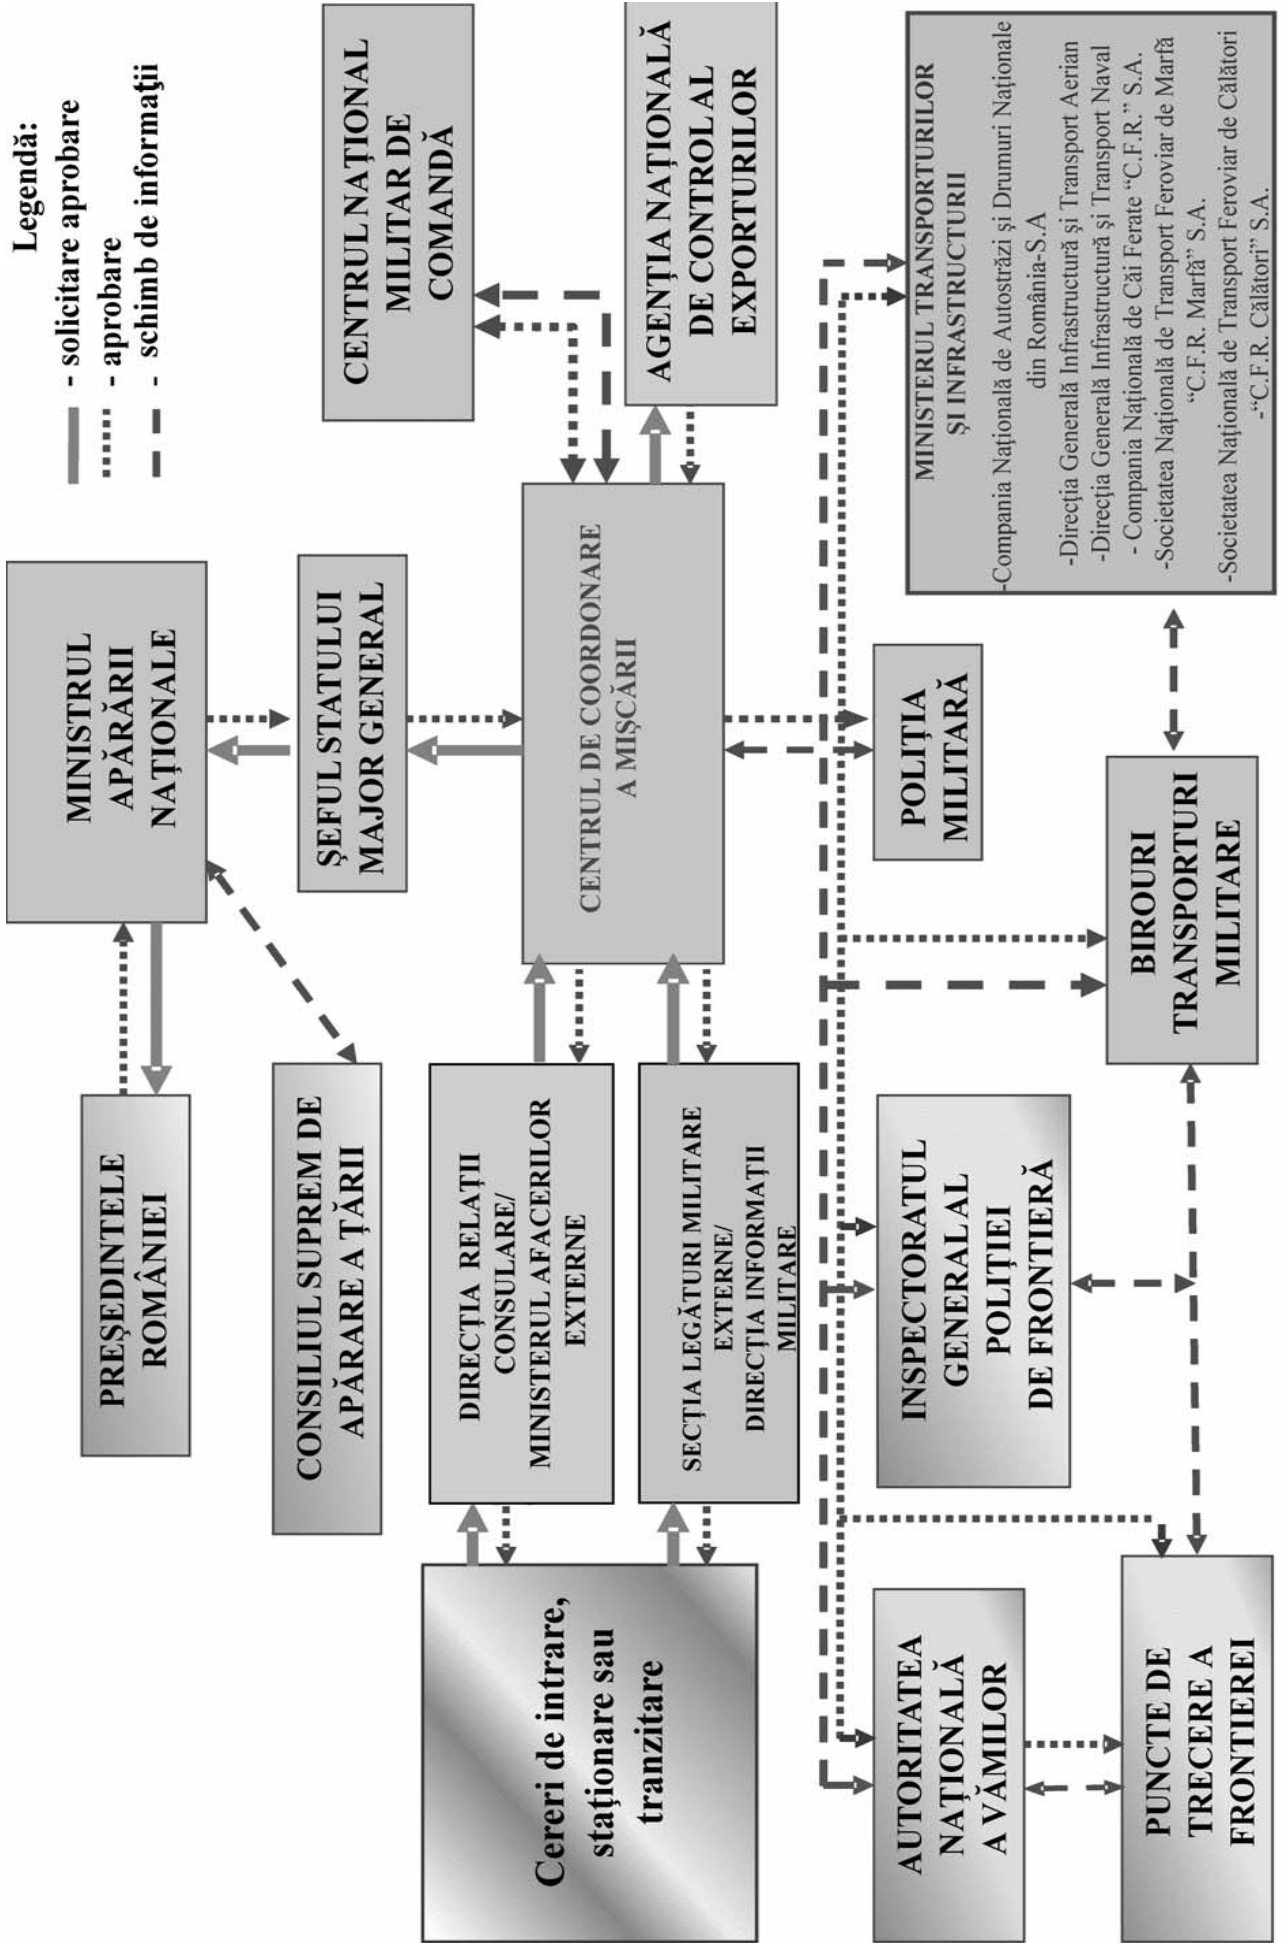 Legendă:
- solicitare aprobare
- aprobare
- schimb de informaţii
PREŞEDINTELE
ROMÂNIEI
MINISTRUL
APĂRĂRII
NAŢIONALE
CONSILIUL SUPREM DE
APĂRARE A ŢĂRII
ŞEFUL STATULUI
MAJOR GENERAL
CENTRUL NAŢIONAL
MILITAR DE
COMANDĂ
Cereri de intrare,
staţionare sau
tranzitare
DIRECŢIA RELAŢII
CONSULARE/
MINISTERUL AFACERILOR
EXTERNE
SECŢIA LEGĂTURI MILITARE
EXTERNE/
DIRECŢIA INFORMAŢII
MILITARE
CENTRUL DE COORDONARE
A MIŞCĂRII
AGENŢIA NAŢIONALĂ
DE CONTROL AL
EXPORTURILOR
AUTORITATEA
NAŢIONALĂ
A VĂMILOR
INSPECTORATUL
GENERAL AL
POLIŢIEI
DE FRONTIERĂ
POLIŢIA
MILITARĂ
MINISTERUL TRANSPORTURILOR
ŞI INFRASTRUCTURII
-Compania Naţională de Autostrăzi şi Drumuri Naţionale
din România-S.A
-Direcţia Generală Infrastructură şi Transport Aerian
-Direcţia Generală Infrastructură şi Transport Naval
- Compania Naţională de Căi Ferate “C.F.R.” S.A.
-Societatea Naţională de Transport Feroviar de Marfă
“C.F.R. Marfă” S.A.
-Societatea Naţională de Transport Feroviar de Călători
-“C.F.R. Călători” S.A.
PUNCTE DE
TRECERE A
FRONTIEREI
BIROURI
TRANSPORTURI
MILITARE